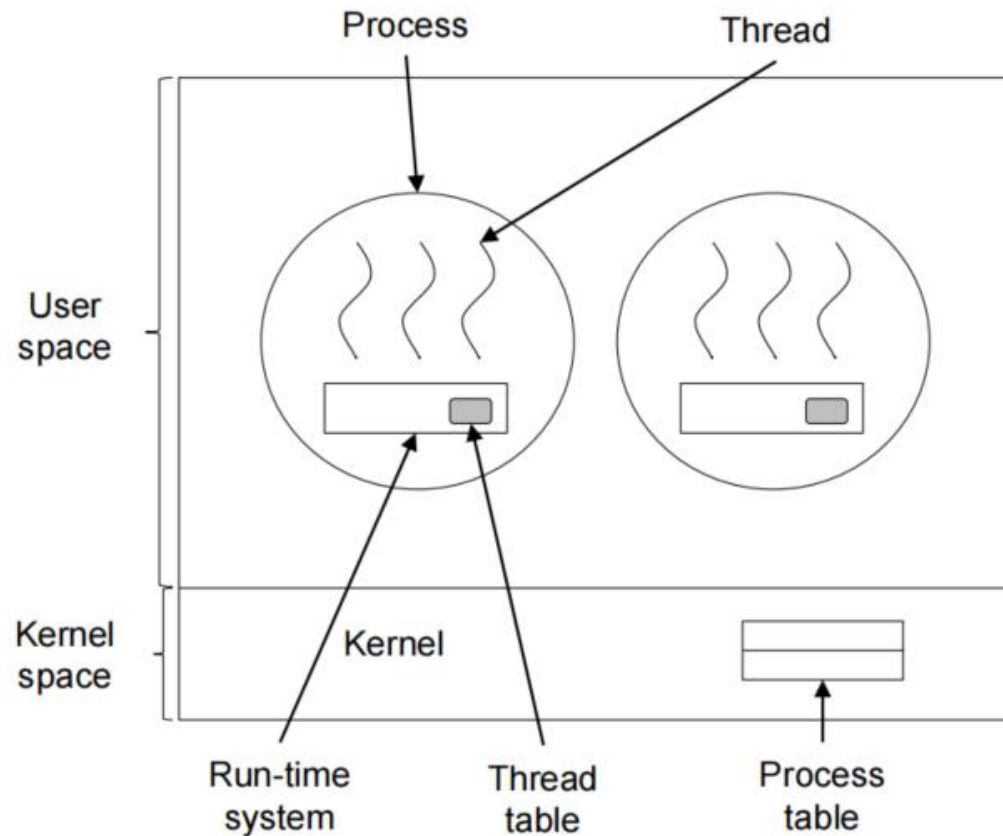 Process
Thread
User
space
Kernel
space
Kernel
Run-time
system
Thread
table
Process
table